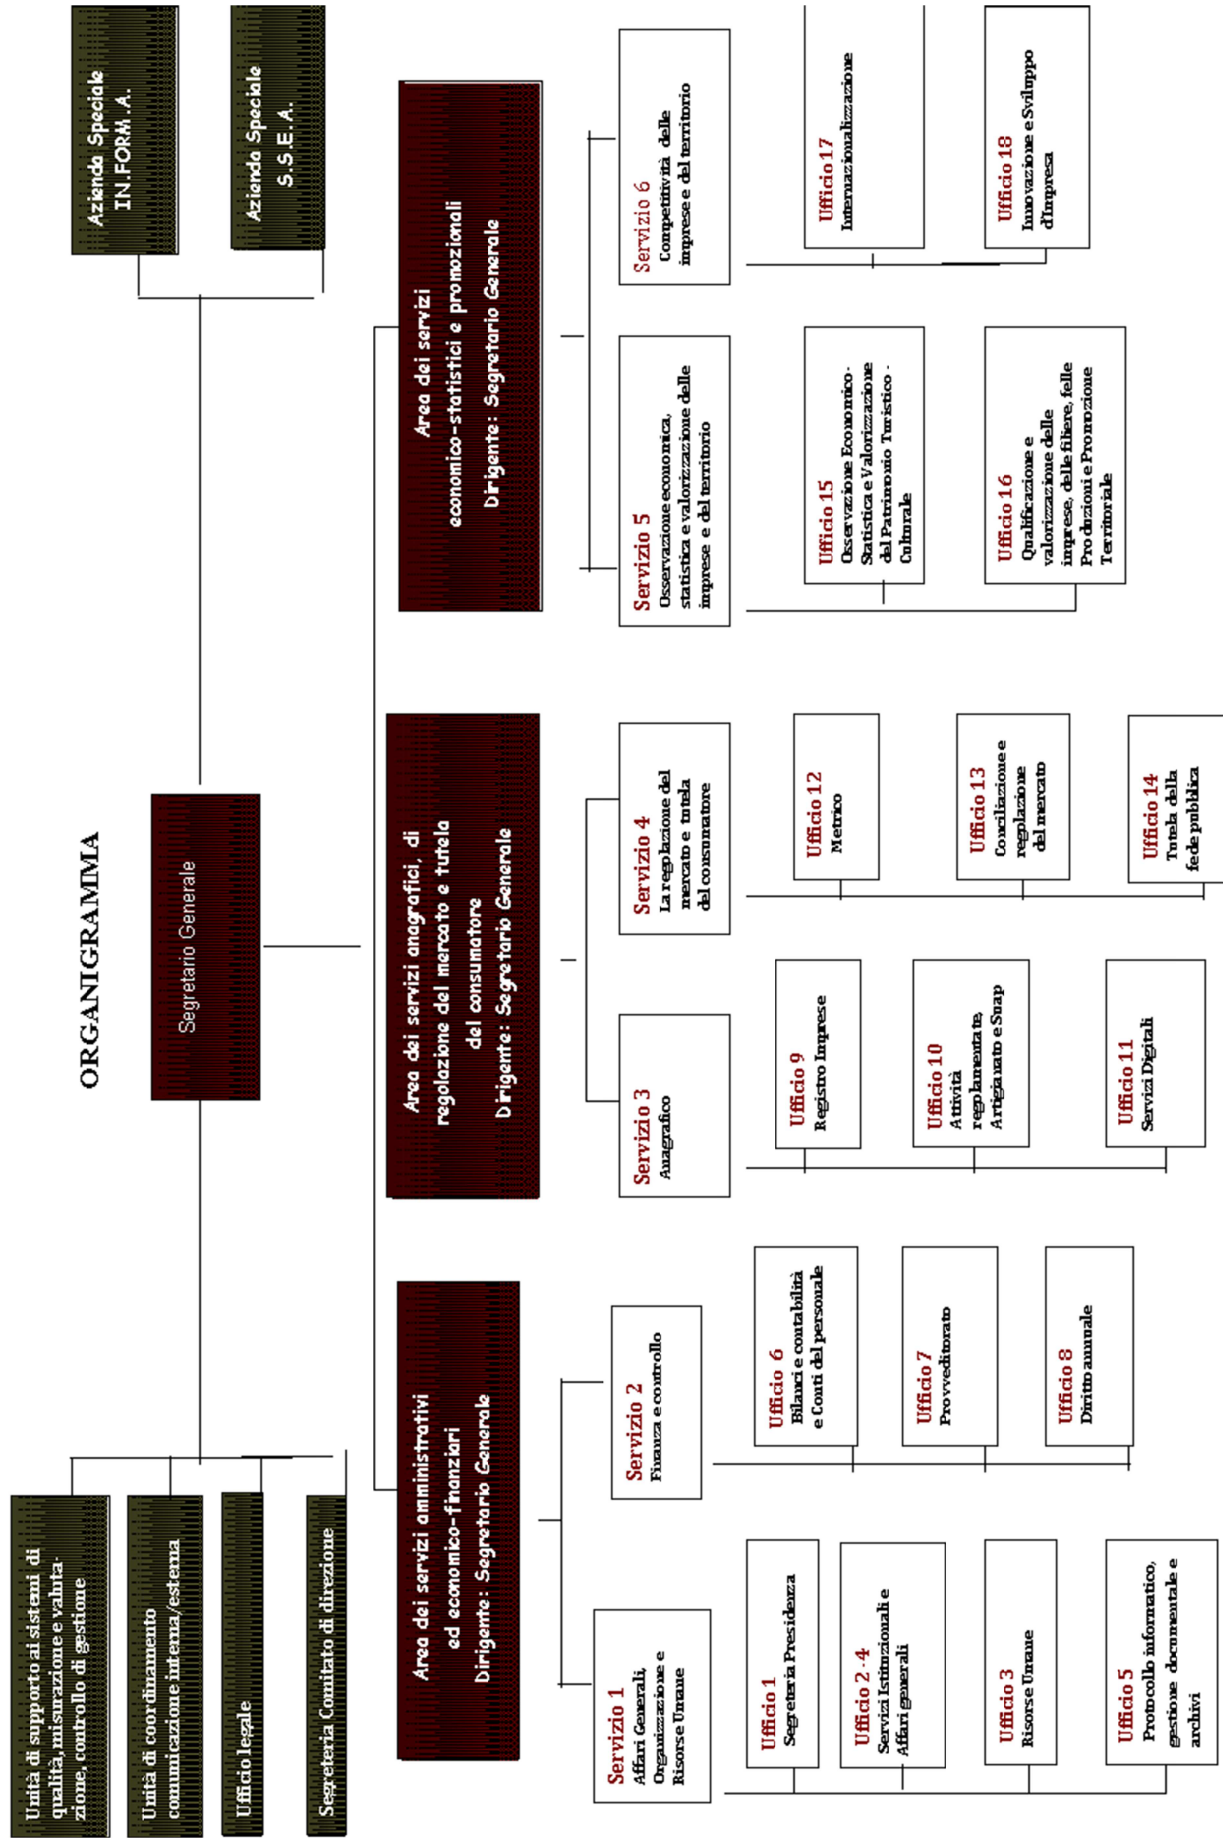 ORGANIGRAMMA
Segretario Generale
Unità di supporto ai sistemi di
qualità, misurazione e valuta-
zione, controllo di gestione
Unità di coordinamento
comunicazione interna/esterna
Ufficio legale
Segreteria Comitato di direzione
Azienda Speciale
IN.FORM.A.
Azienda Speciale
S.S.E.A.
Area dei servizi amministrativi
ed economico-finanziari
Dirigente: Segretario Generale
Area dei servizi anagrafici, di
regolazione del mercato e tutela
del consumatore
Dirigente: Segretario Generale
Area dei servizi
economico-statistici e promozionali
Dirigente: Segretario Generale
Servizio 1
Affari Generali,
Organizzazione e
Risorse Umane
Servizio 2
Finanza e controllo
Servizio 3
Anagrafico
Servizio 4
La regolazione del
mercato e tutela
del consumatore
Servizio 5
Osservazione economica,
statistica e valorizzazione delle
imprese e del territorio
Servizio 6
Competitività delle
imprese e del territorio
Ufficio 1
Segreteria Presidenza
Ufficio 2-4
Servizi Istituzionali e
Affari generali
Ufficio 3
Risorse Umane
Ufficio 5
Protocollo informatico,
gestione documentale e
archivi
Ufficio 6
Bilanci e contabilità
e Conti del personale
Ufficio 7
Provveditorato
Ufficio 8
Diritto annuale
Ufficio 9
Registro Imprese
Ufficio 10
Attività
regolamentate,
Artigianato e Suap
Ufficio 11
Servizi Digitali
Ufficio 12
Metrico
Ufficio 13
Conciliazione e
regolazione
del mercato
Ufficio 14
Tutela della
fede pubblica
Ufficio 15
Osservazione Economico-
Statistica e Valorizzazione
del Patrimonio Turistico -
Culturale
Ufficio 16
Qualificazione e
valorizzazione delle
imprese, delle filiere, felle
Produzioni e Promozione
Territoriale
Ufficio 17
Internazionalizzazione
Ufficio 18
Innovazione e Sviluppo
d'Impresa